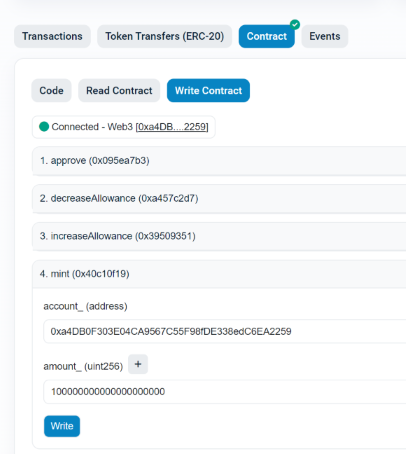 Transactions
Token Transfers (ERC-20)
Contract
Events
Code
Read Contract
Write Contract
Connected - Web3 [0xa4DB....2259]
1. approve (0x095ea7b3)
2. decreaseAllowance (0xa457c2d7)
3. increaseAllowance (0x39509351)
4. mint (0x40c10f19)
account_ (address)
0xa4DB0F303E04CA9567C55F98fDE338edC6EA2259
amount_ (uint256) +
100000000000000000000
Write